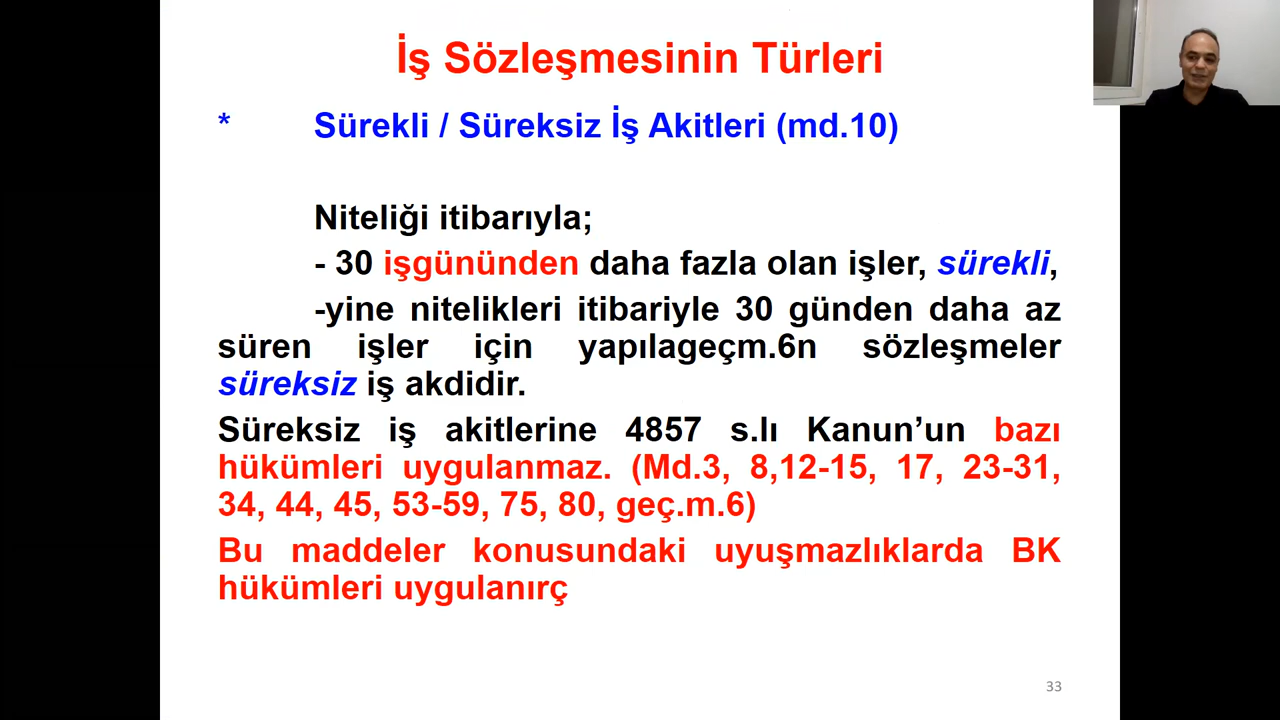 İş Sözleşmesinin Türleri
* Sürekli / Süreksiz İş Akitleri (md.10)
Niteliği itibarıyla;
- 30 işgününden daha fazla olan işler, sürekli,
-yine nitelikleri itibariyle 30 günden daha az
süren işler için yapılageçm.6n sözleşmeler
süreksiz iş akdidir.
Süreksiz iş akitlerine 4857 s.lı Kanun’un bazı
hükümleri uygulanmaz. (Md.3, 8,12-15, 17, 23-31,
34, 44, 45, 53-59, 75, 80, geç.m.6)
Bu maddeler konusundaki uyuşmazlıklarda BK
hükümleri uygulanırç
33